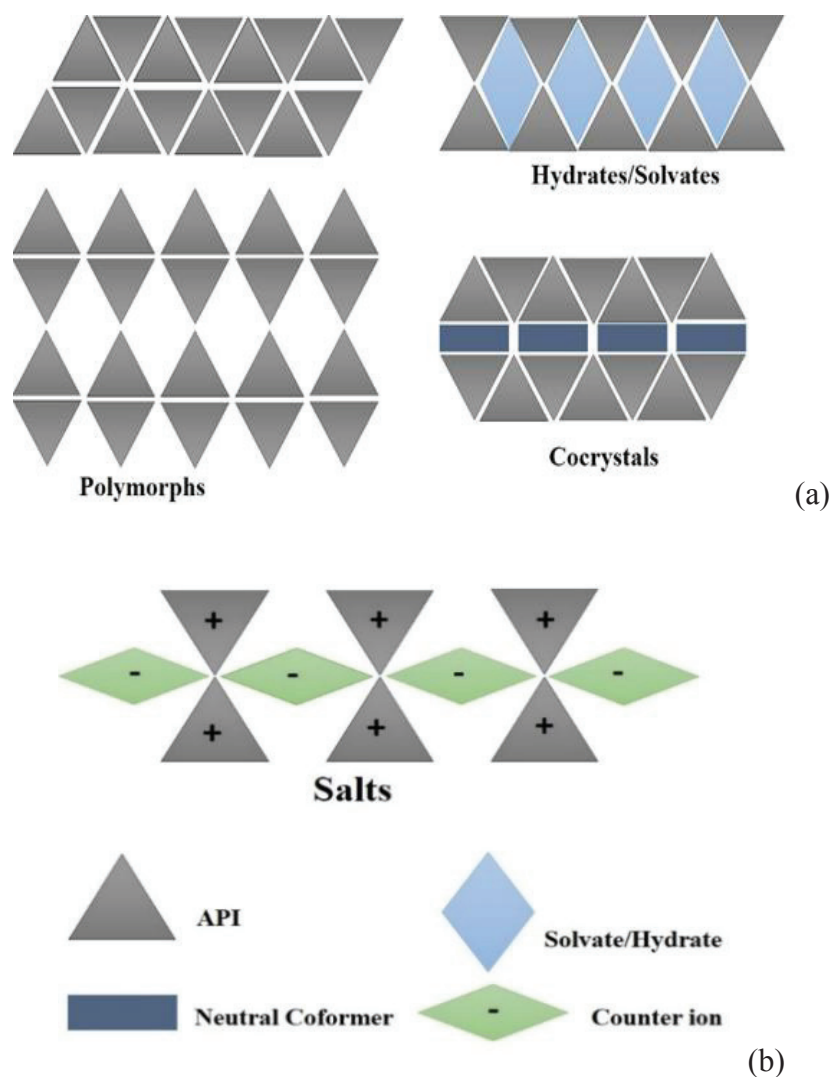 Hydrates/Solvates
Cocrystals
Polymorphs
(a)
+ + +
- - - -
+ + +
Salts
API
Solvate/Hydrate
Neutral Coformer
-
Counter ion
(b)